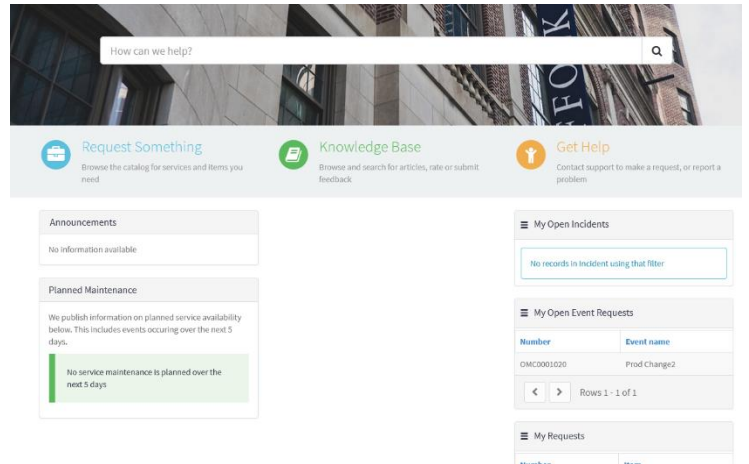 How can we help?
EFOR
Request Something
Browse the catalog for services and items you
need
Knowledge Base
Browse and search for articles, rate or submit
feedback
Get Help
Contact support to make a request, or report a
problem
Announcements
No information available
Planned Maintenance
We publish information on planned service availability
below. This includes events occuring over the next 5
days.
No service maintenance is planned over the
next 5 days
My Open Incidents
No records in Incident using that filter
My Open Event Requests
Number Event name
OMC0001020 Prod Change2
Rows 1 - 1 of 1
My Requests
Number Item